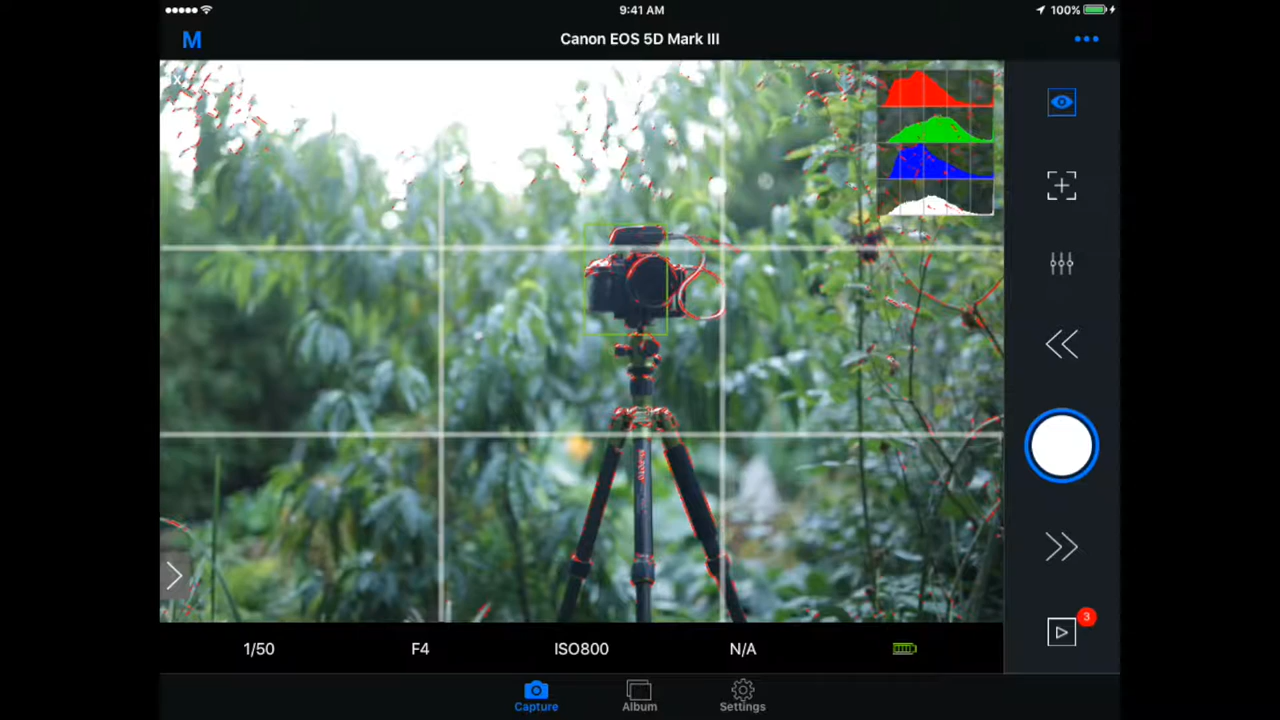 9:41 AM
100%
M
Canon EOS 5D Mark III
3
1/50
F4
ISO800
N/A
Capture
Album
Settings